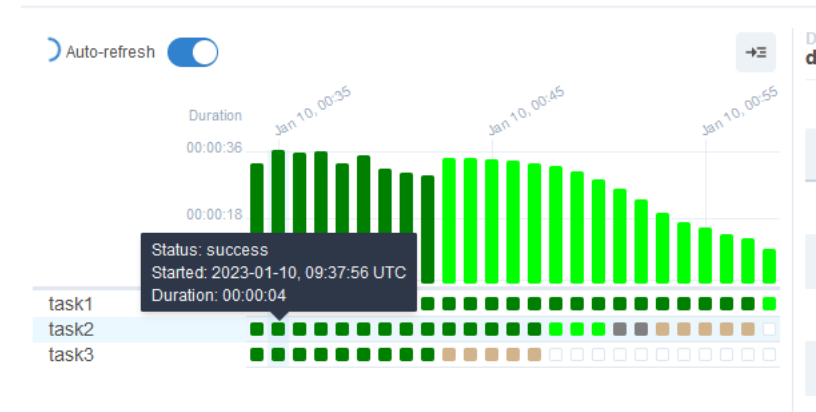 Auto-refresh
Duration
Jan 10, 00:35
Jan 10, 00:45
Jan 10, 00:55
00:00:36
00:00:18
Status: success
Started: 2023-01-10, 09:37:56 UTC
Duration: 00:00:04
task1
task2
task3